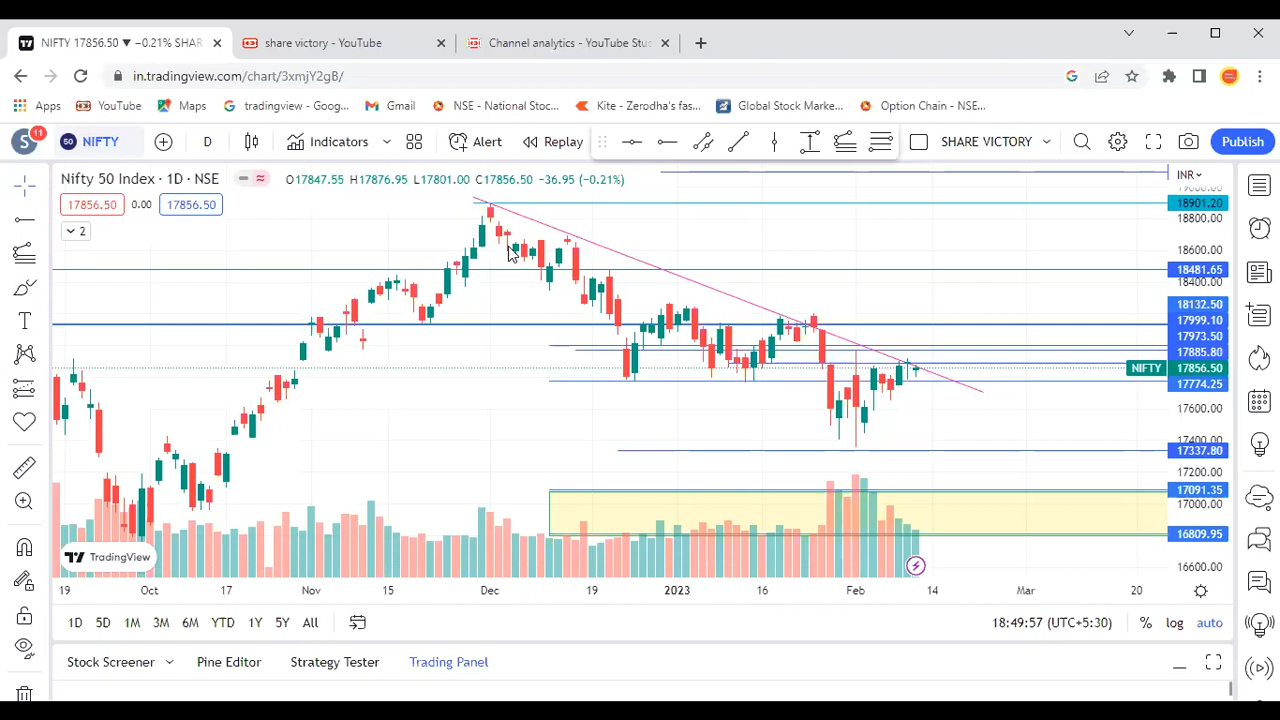 NIFTY 17856.50 ▼ −0.21% SHAR
share victory - YouTube
Channel analytics - YouTube Stu
in.tradingview.com/chart/3xmjY2gB/
Apps
YouTube
Maps
tradingview - Goog...
Gmail
NSE - National Stoc...
Kite - Zerodha's fas...
Global Stock Marke...
Option Chain - NSE...
S
11
50
NIFTY
D
Indicators
Alert
Replay
SHARE VICTORY
Publish
Nifty 50 Index · 1D · NSE
O17847.55 H17876.95 L17801.00 C17856.50 −36.95 (−0.21%)
INR
17856.50
0.00
17856.50
2
19000.00
18901.20
18800.00
18600.00
18481.65
18400.00
18132.50
17999.10
17973.50
17885.80
NIFTY
17856.50
17774.25
17600.00
17400.00
17337.80
17200.00
17091.35
17000.00
16809.95
16600.00
TradingView
19
Oct
17
Nov
15
Dec
19
2023
16
Feb
14
Mar
20
1D
5D
1M
3M
6M
YTD
1Y
5Y
All
18:49:57 (UTC+5:30)
%
log
auto
Stock Screener
Pine Editor
Strategy Tester
Trading Panel